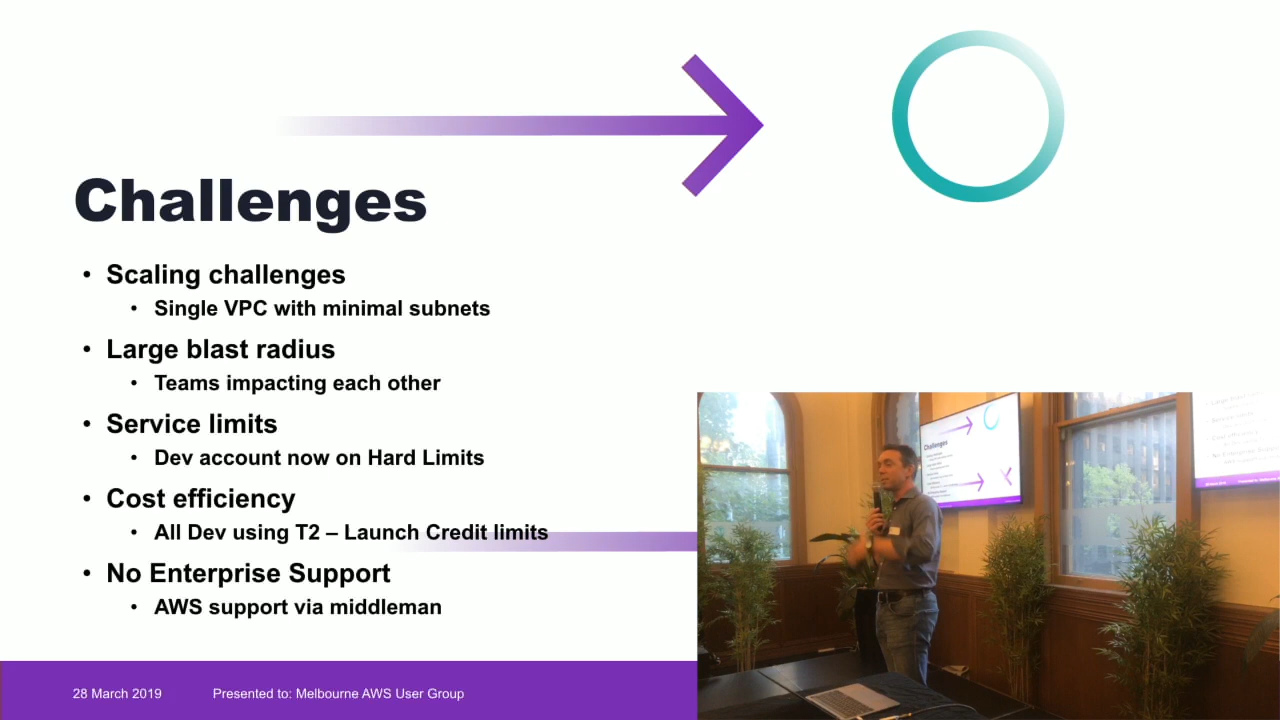 Challenges
• Scaling challenges
• Single VPC with minimal subnets
• Large blast radius
• Teams impacting each other
• Service limits
• Dev account now on Hard Limits
• Cost efficiency
• All Dev using T2 – Launch Credit limits
• No Enterprise Support
• AWS support via middleman
28 March 2019
Presented to: Melbourne AWS User Group
Challenges